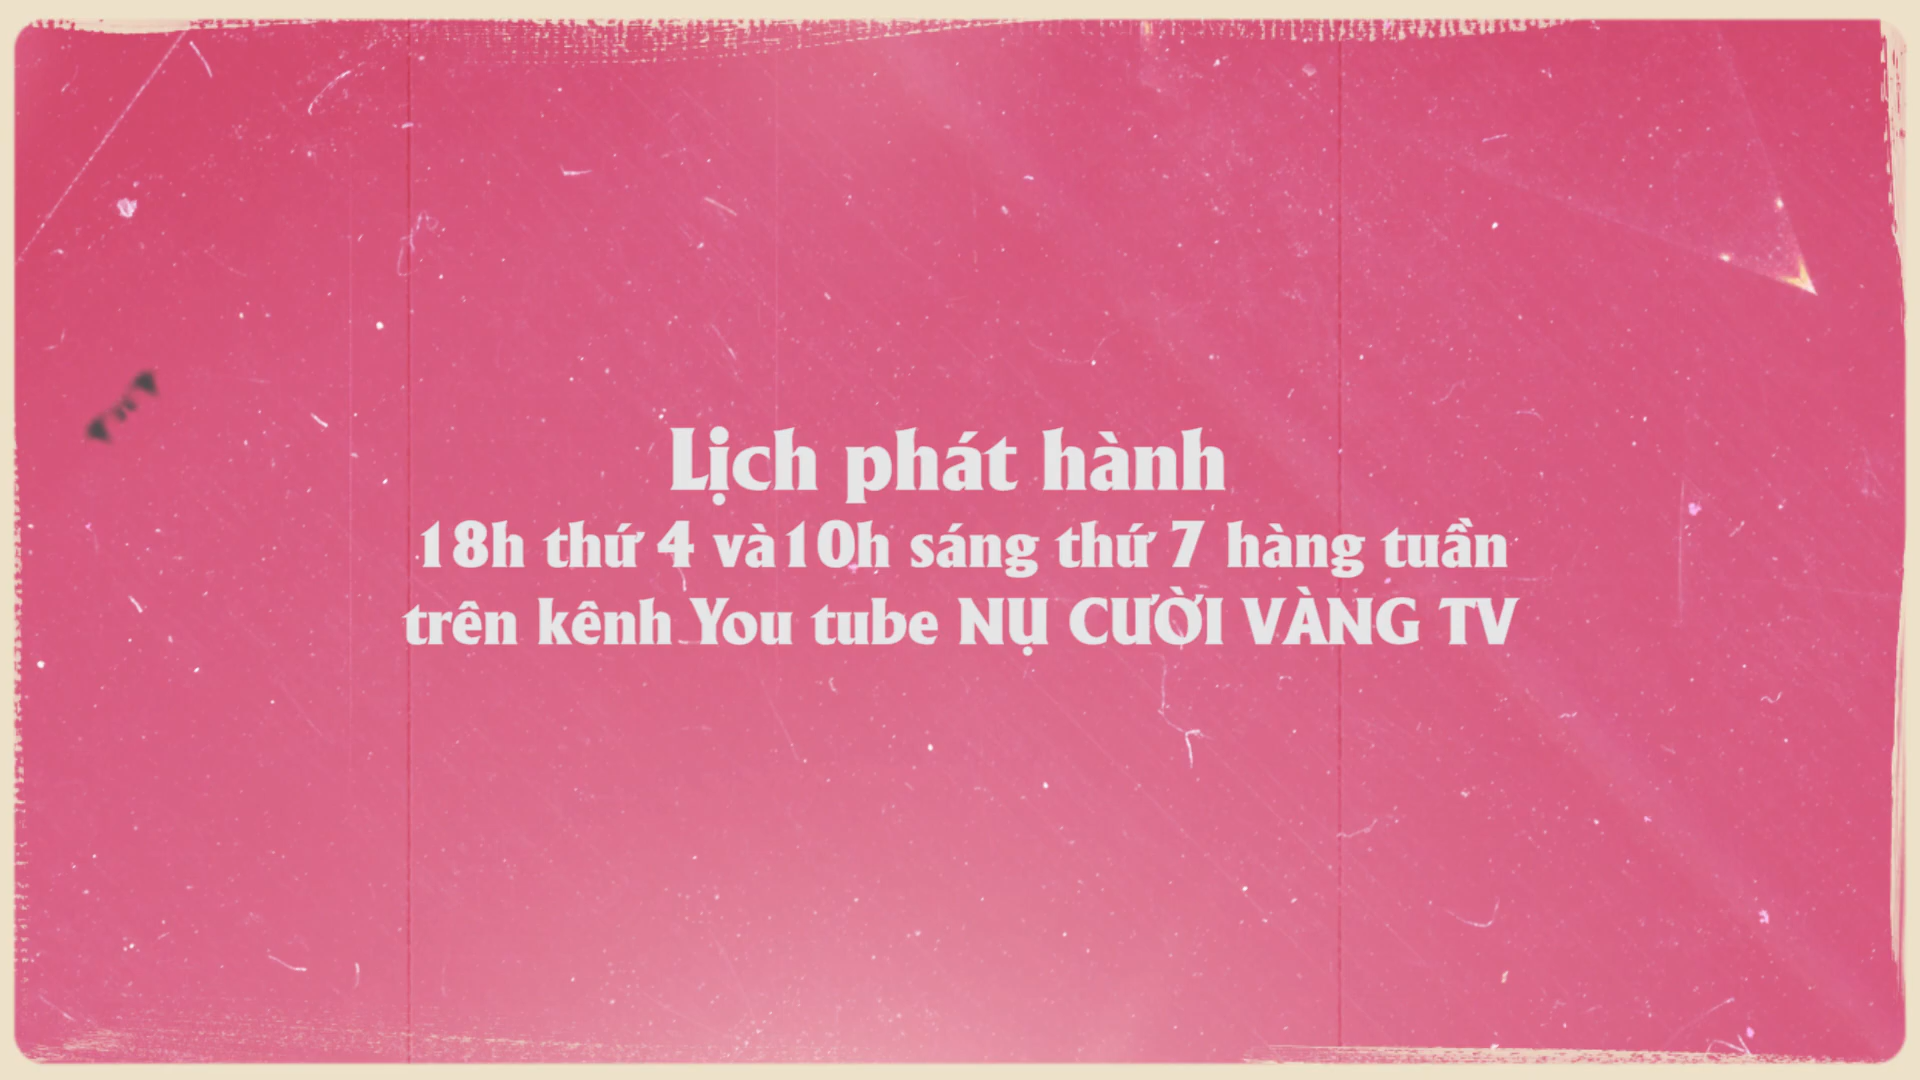 Lịch phát hành
18h thứ 4 và10h sáng thứ 7 hàng tuần
trên kênh You tube NỤ CƯỜI VÀNG TV